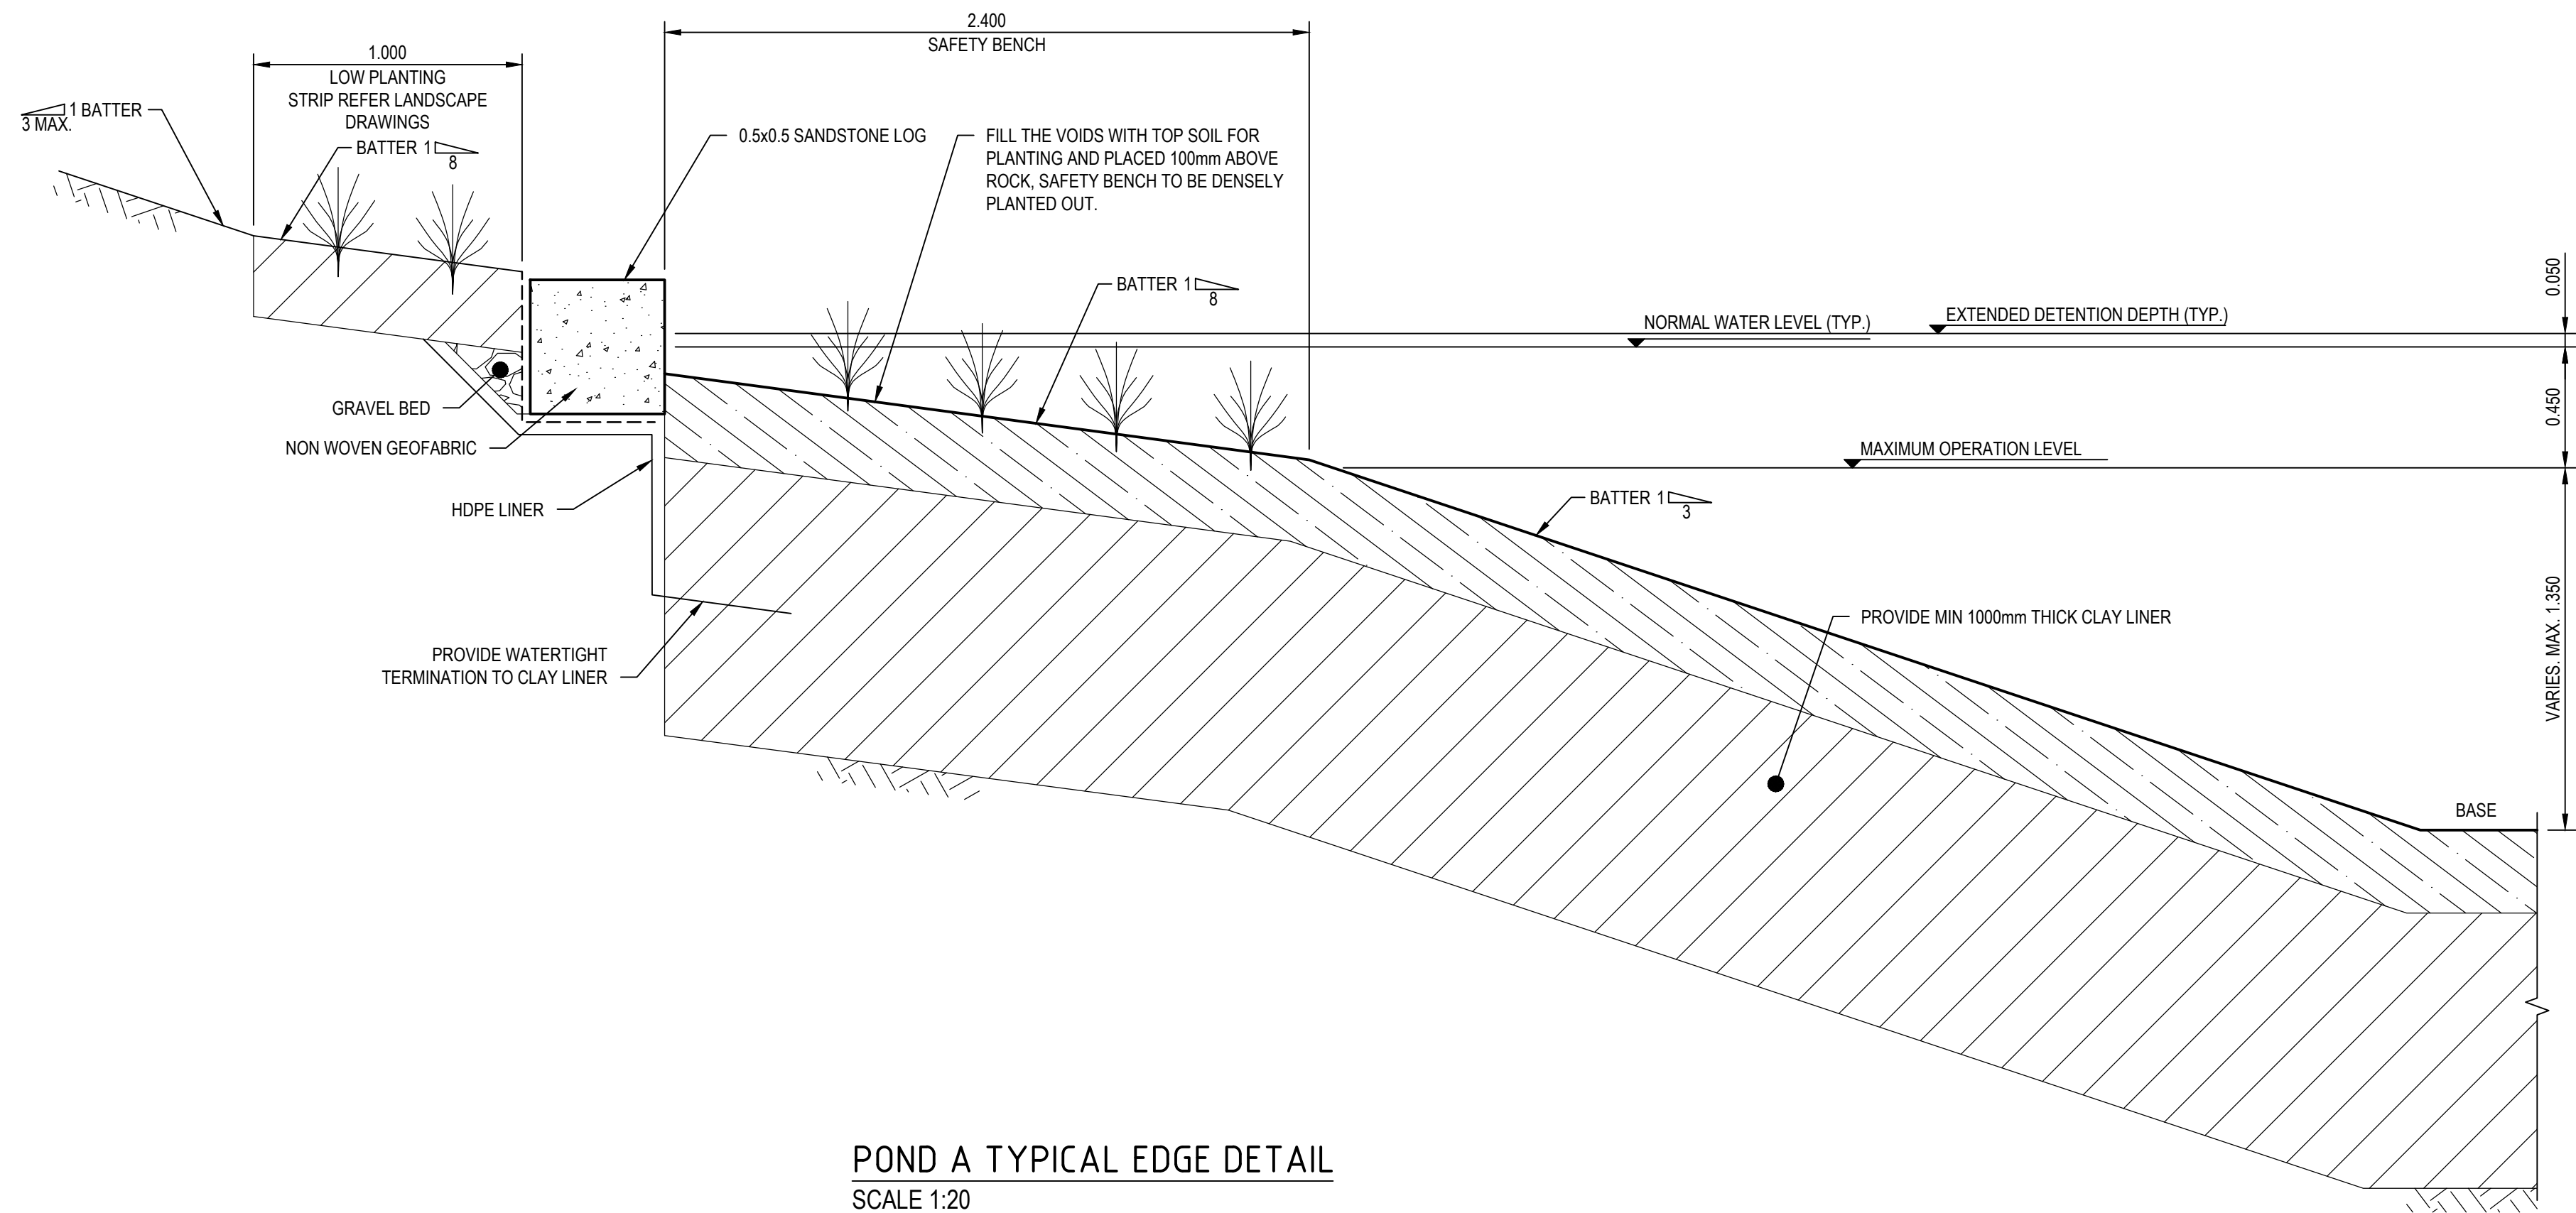 2.400
SAFETY BENCH
1.000
LOW PLANTING
STRIP REFER LANDSCAPE
DRAWINGS
1 BATTER
3 MAX.
BATTER 1
8
0.5x0.5 SANDSTONE LOG
FILL THE VOIDS WITH TOP SOIL FOR
PLANTING AND PLACED 100mm ABOVE
ROCK, SAFETY BENCH TO BE DENSELY
PLANTED OUT.
BATTER 1
8
0.050
NORMAL WATER LEVEL (TYP.)
EXTENDED DETENTION DEPTH (TYP.)
GRAVEL BED
0.450
NON WOVEN GEOFABRIC
MAXIMUM OPERATION LEVEL
HDPE LINER
BATTER 1
3
PROVIDE WATERTIGHT
TERMINATION TO CLAY LINER
PROVIDE MIN 1000mm THICK CLAY LINER
VARIES. MAX. 1.350
BASE
POND A TYPICAL EDGE DETAIL
SCALE 1:20